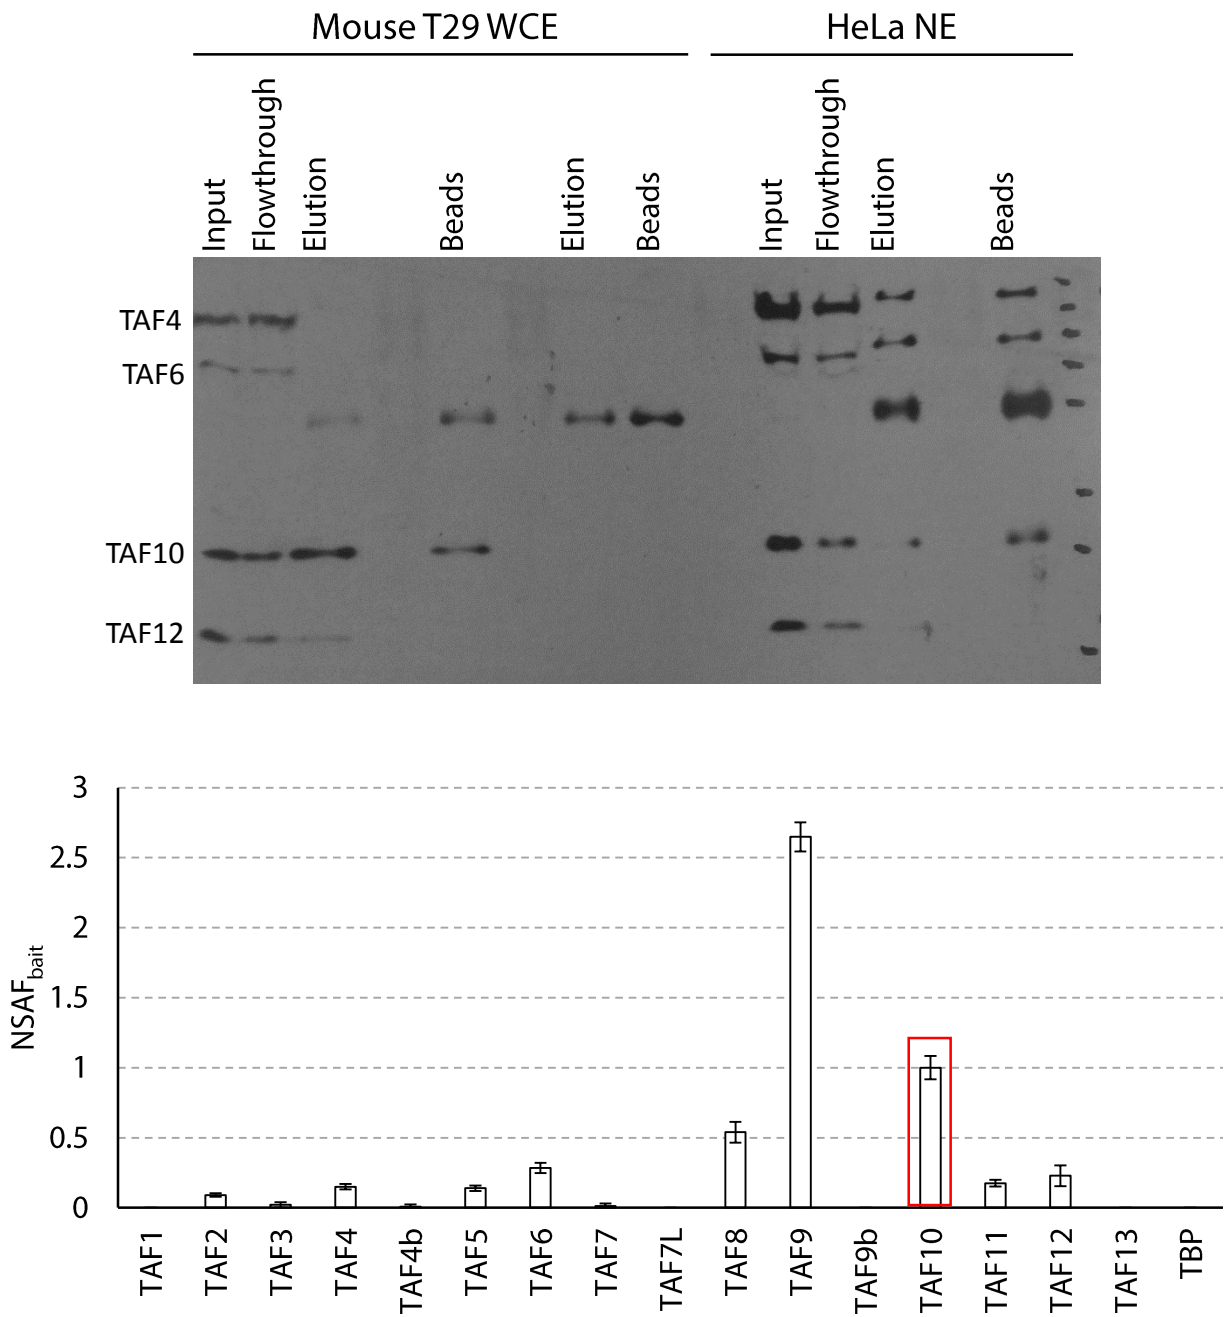 Mouse T29 WCE
HeLa NE
Input
Flowthrough
Elution
Beads
Elution
Beads
Input
Flowthrough
Elution
Beads
TAF4
TAF6
TAF10
TAF12
3
2.5
2
1.5
1
0.5
0
NSAFbait
TAF1
TAF2
TAF3
TAF4
TAF4b
TAF5
TAF6
TAF7
TAF7L
TAF8
TAF9
TAF9b
TAF10
TAF11
TAF12
TAF13
TBP